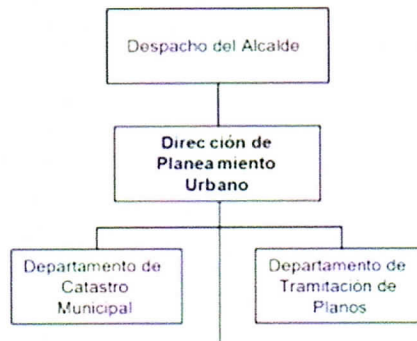 Despacho del Alcalde
Dirección de
Planeamiento
Urbano
Departamento de
Catastro
Municipal
Departamento de
Tramitación de
Planos